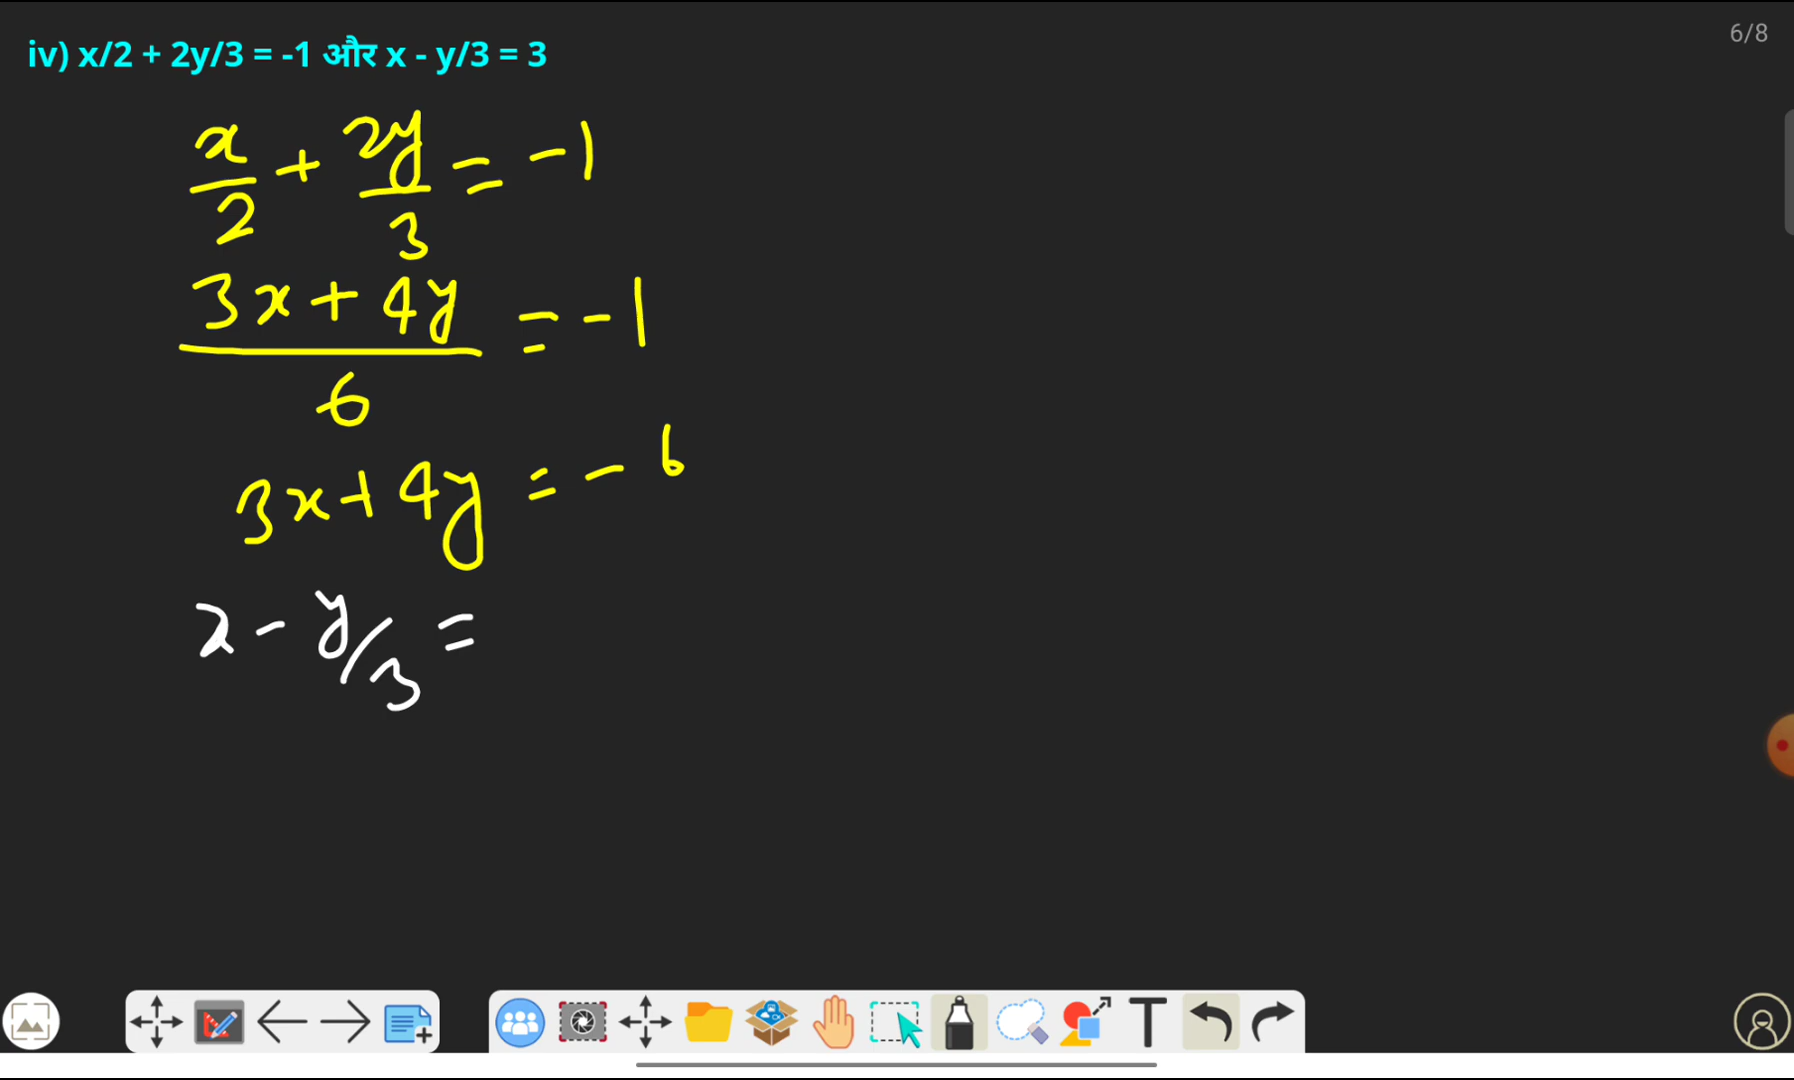 6/8
iv) x/2 + 2y/3 = -1 और x - y/3 = 3
x/2 + 2y/3 = -1
3x + 4y / 6 = -1
3x + 4y = -6
x - y/3 =
T